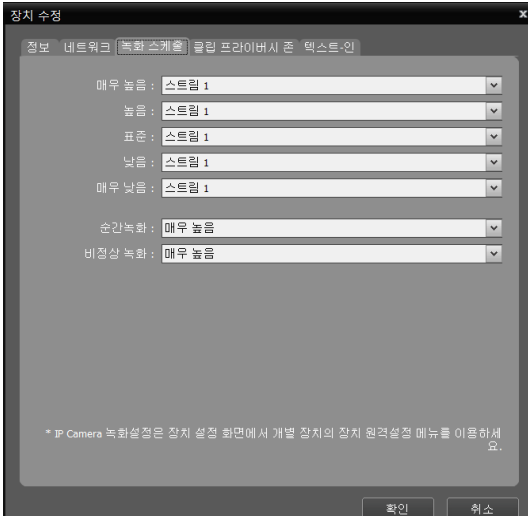 장치 수정 x
정보 네트워크 녹화 스케줄 클립 프라이버시 존 텍스트-인
매우 높음 : 스트림 1
높음 : 스트림 1
표준 : 스트림 1
낮음 : 스트림 1
매우 낮음 : 스트림 1
순간녹화 : 매우 높음
비정상 녹화 : 매우 높음
* IP Camera 녹화설정은 장치 설정 화면에서 개별 장치의 장치 원격설정 메뉴를 이용하세
요.
확인 취소